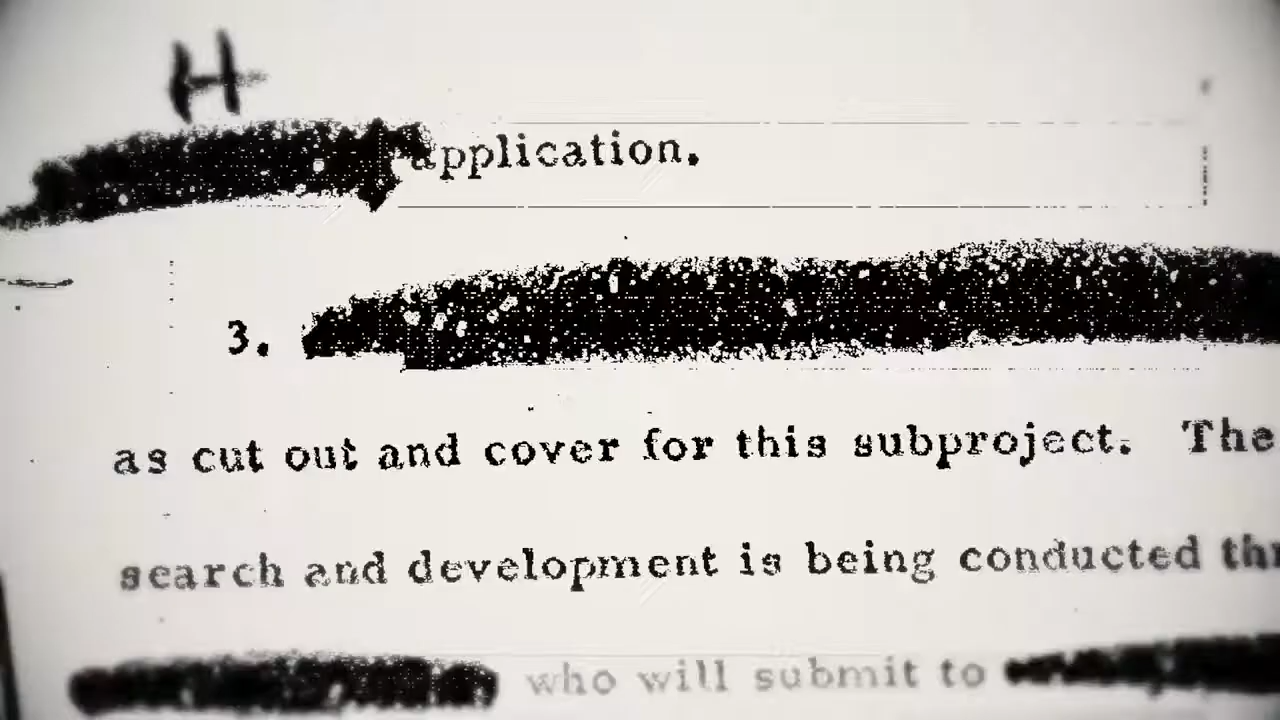 H
application.
3.
as cut out and cover for this subproject. The
search and development is being conducted
who will submit to